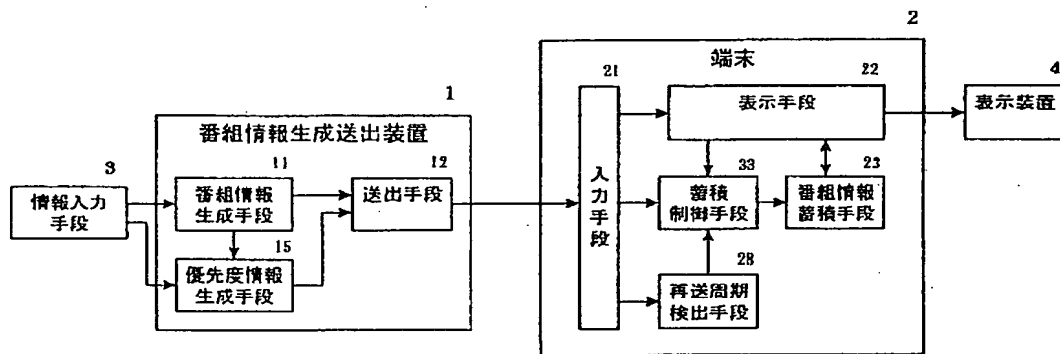 2
端末
21
22
4
表示手段
表示装置
1
番組情報生成送出装置
3
11
12
情報入力
手段
番組情報
生成手段
送出手段
入力手段
33
23
蓄積
制御手段
番組情報
蓄積手段
15
優先度情報
生成手段
28
再送周期
検出手段